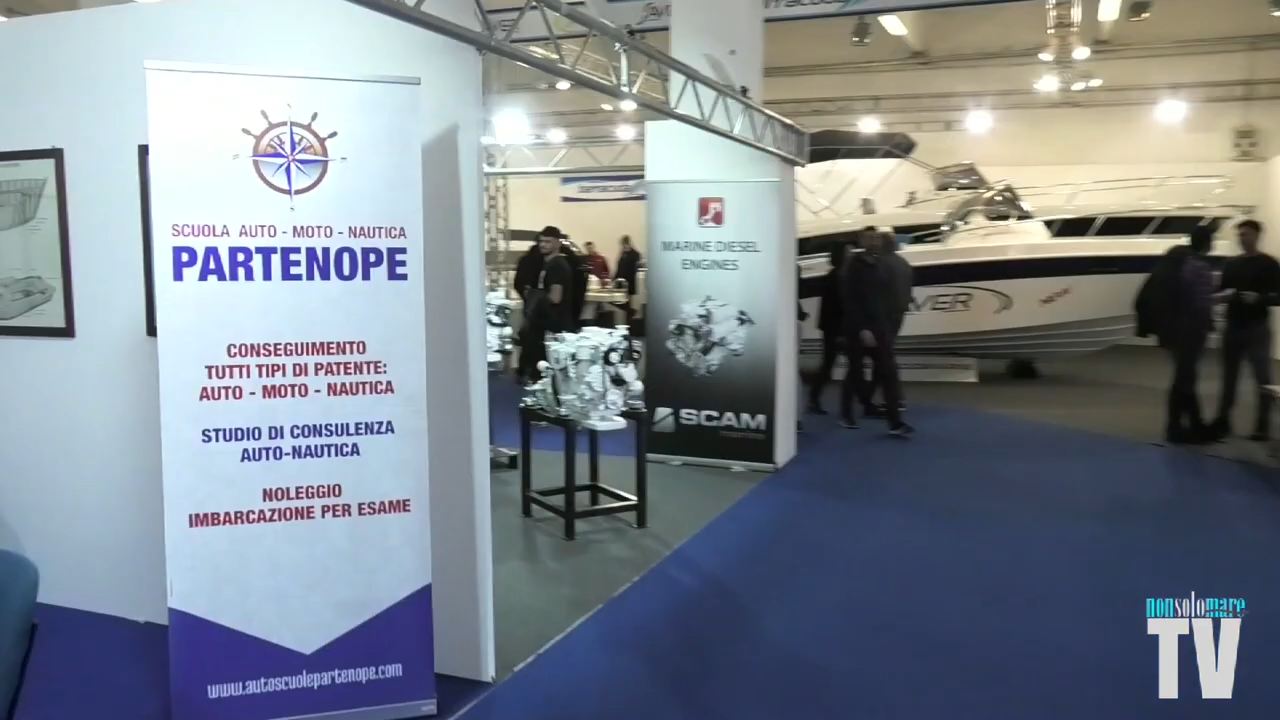 SCUOLA AUTO - MOTO - NAUTICA
PARTENOPE
CONSEGUIMENTO
TUTTI TIPI DI PATENTE:
AUTO - MOTO - NAUTICA
STUDIO DI CONSULENZA
AUTO-NAUTICA
NOLEGGIO
IMBARCAZIONE PER ESAME
www.autoscuolepartenope.com
MARINE DIESEL
ENGINES
SCAM
nonsolomare
TV